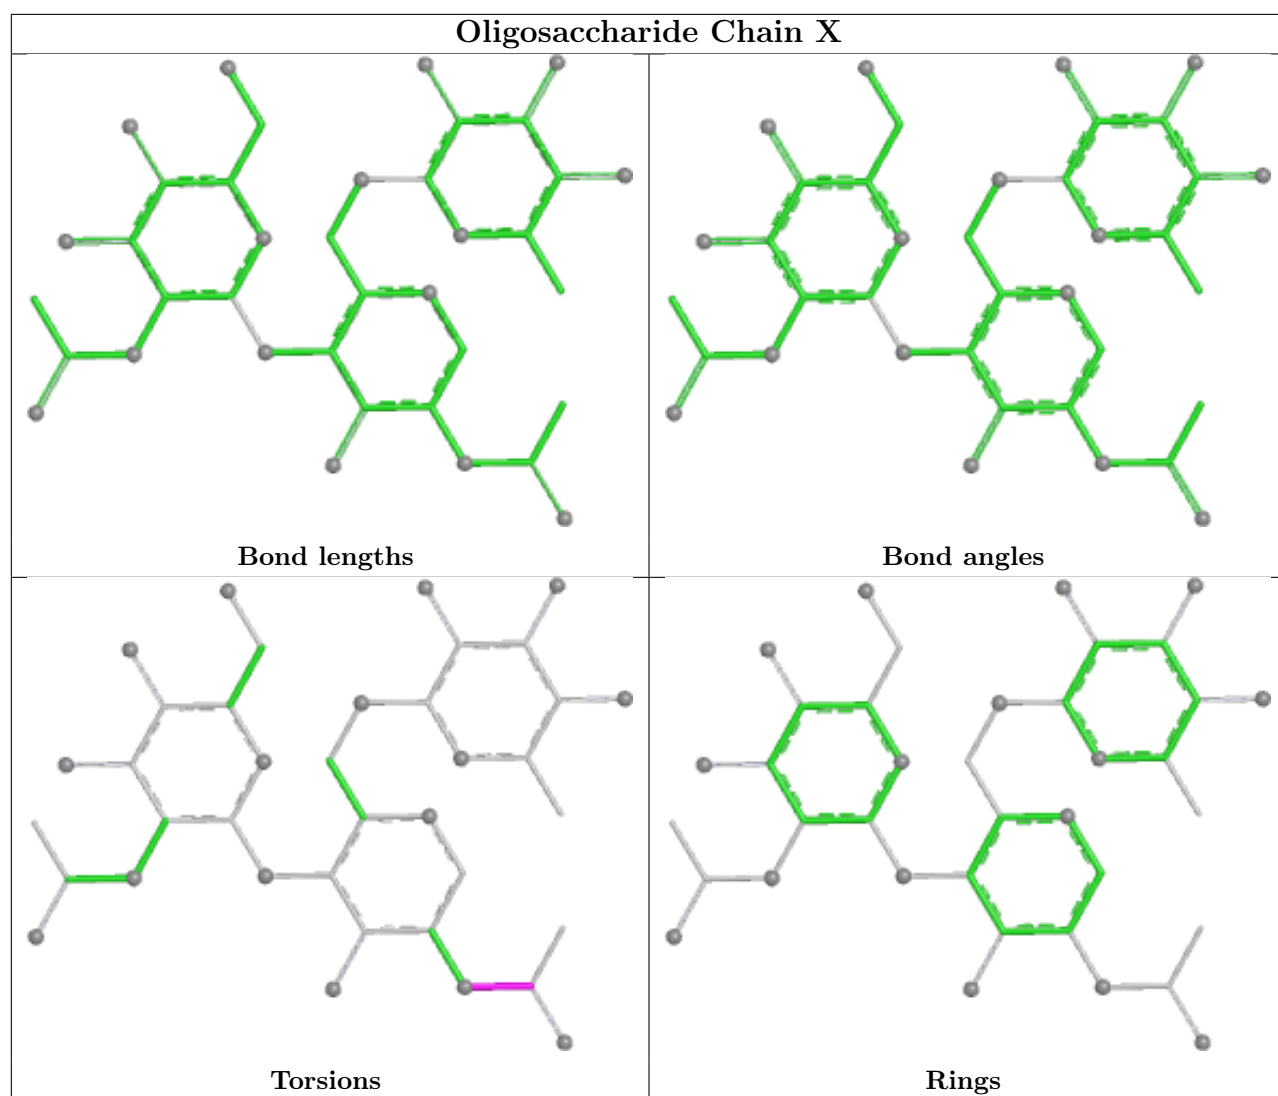 Oligosaccharide Chain X
Bond lengths
Bond angles
Torsions
Rings